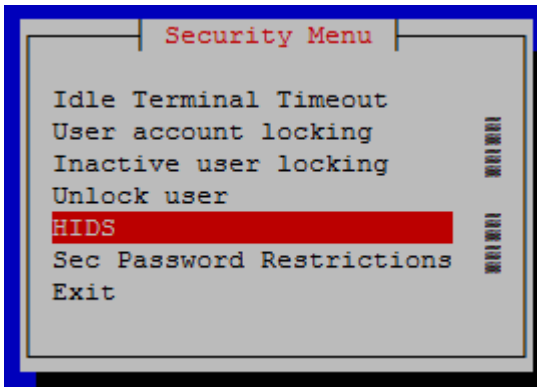 Security Menu
Idle Terminal Timeout
User account locking
Inactive user locking
Unlock user
HIDS
Sec Password Restrictions
Exit